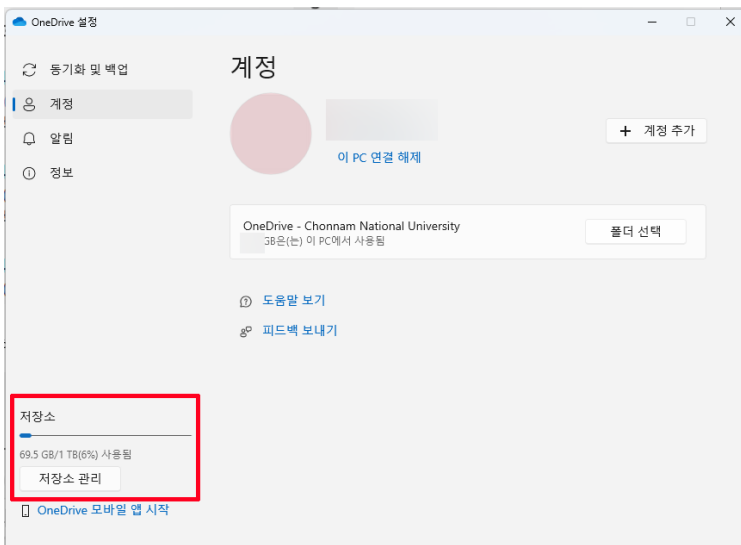 OneDrive 설정
동기화 및 백업
계정
알림
정보
계정
이 PC 연결 해제
계정 추가
OneDrive - Chonnam National University
GB은(는) 이 PC에서 사용됨
폴더 선택
도움말 보기
피드백 보내기
저장소
69.5 GB/1 TB(6%) 사용됨
저장소 관리
OneDrive 모바일 앱 시작